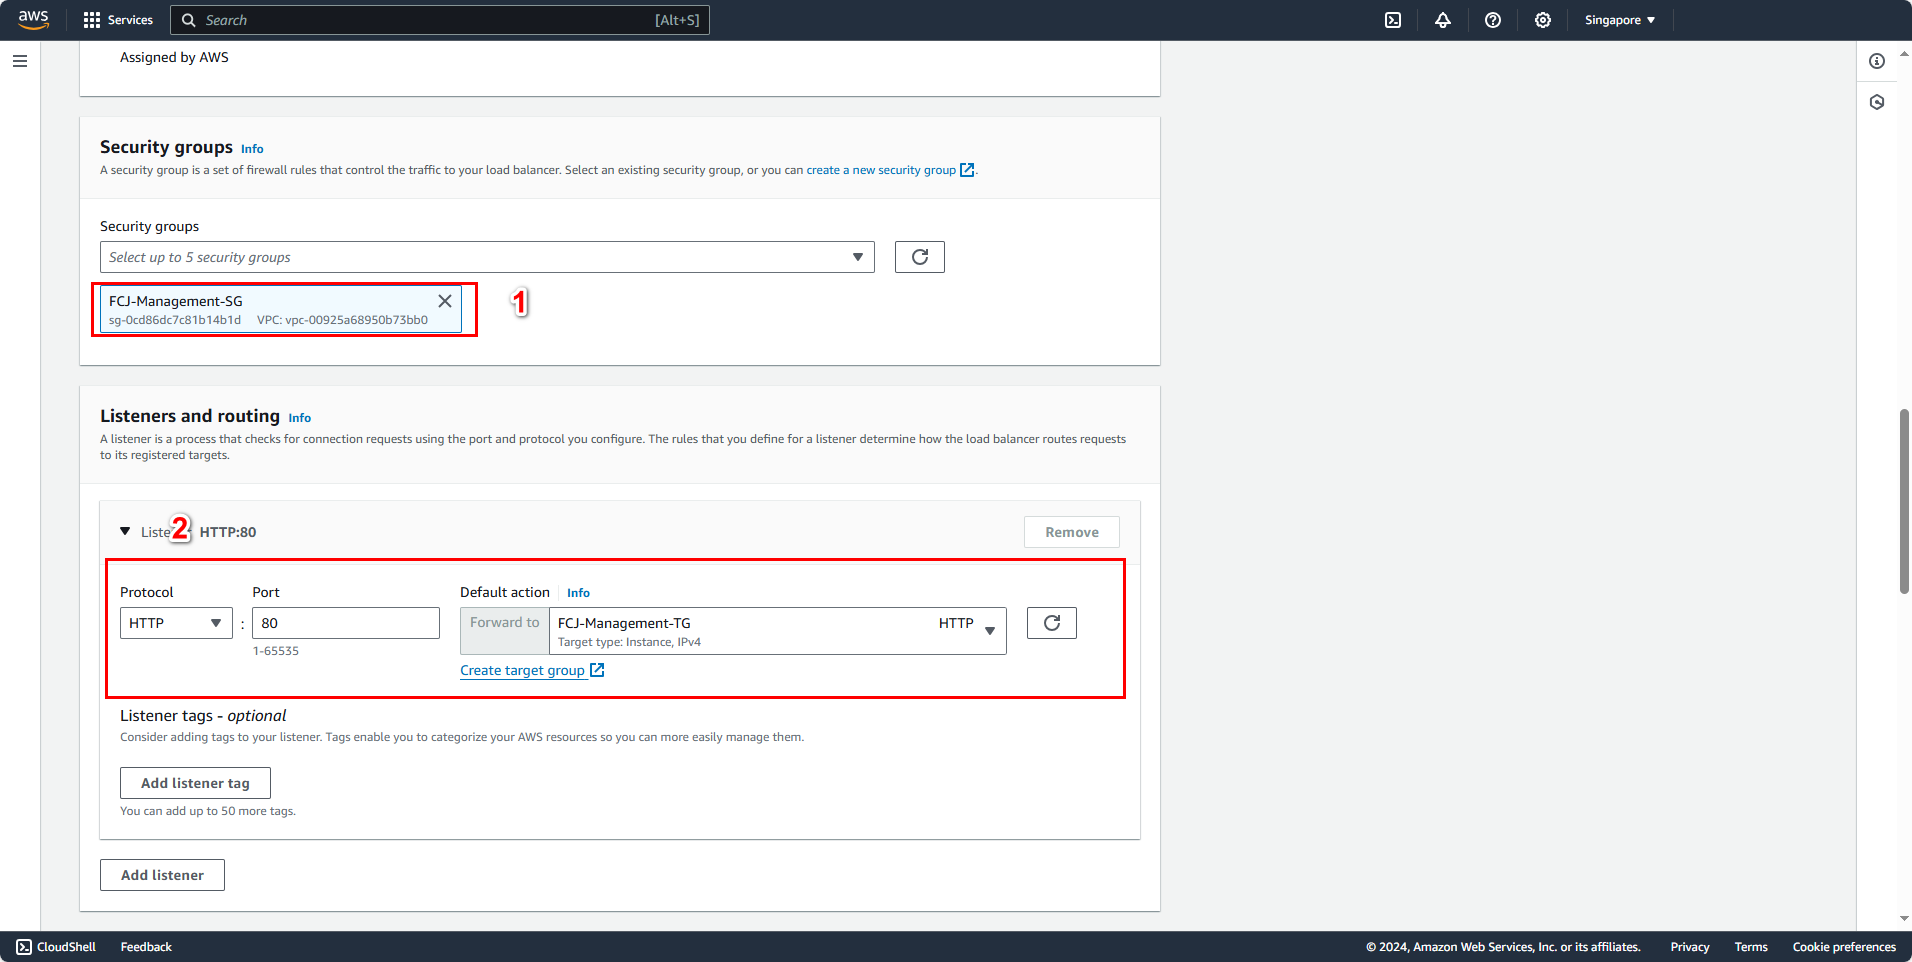 aws
Services
Search
[Alt+S]
Singapore
Assigned by AWS
Security groups Info
A security group is a set of firewall rules that control the traffic to your load balancer. Select an existing security group, or you can create a new security group.
Security groups
Select up to 5 security groups
FCJ-Management-SG
sg-0cd86dc7c81b14b1d VPC: vpc-00925a68950b73bb0
1
Listeners and routing Info
A listener is a process that checks for connection requests using the port and protocol you configure. The rules that you define for a listener determine how the load balancer routes requests
to its registered targets.
2
HTTP:80
Remove
Protocol
Port
Default action
Info
HTTP
:
80
1-65535
Forward to
FCJ-Management-TG
HTTP
Target type: Instance, IPv4
Create target group
Listener tags - optional
Consider adding tags to your listener. Tags enable you to categorize your AWS resources so you can more easily manage them.
Add listener tag
You can add up to 50 more tags.
Add listener
CloudShell
Feedback
© 2024, Amazon Web Services, Inc. or its affiliates.
Privacy
Terms
Cookie preferences